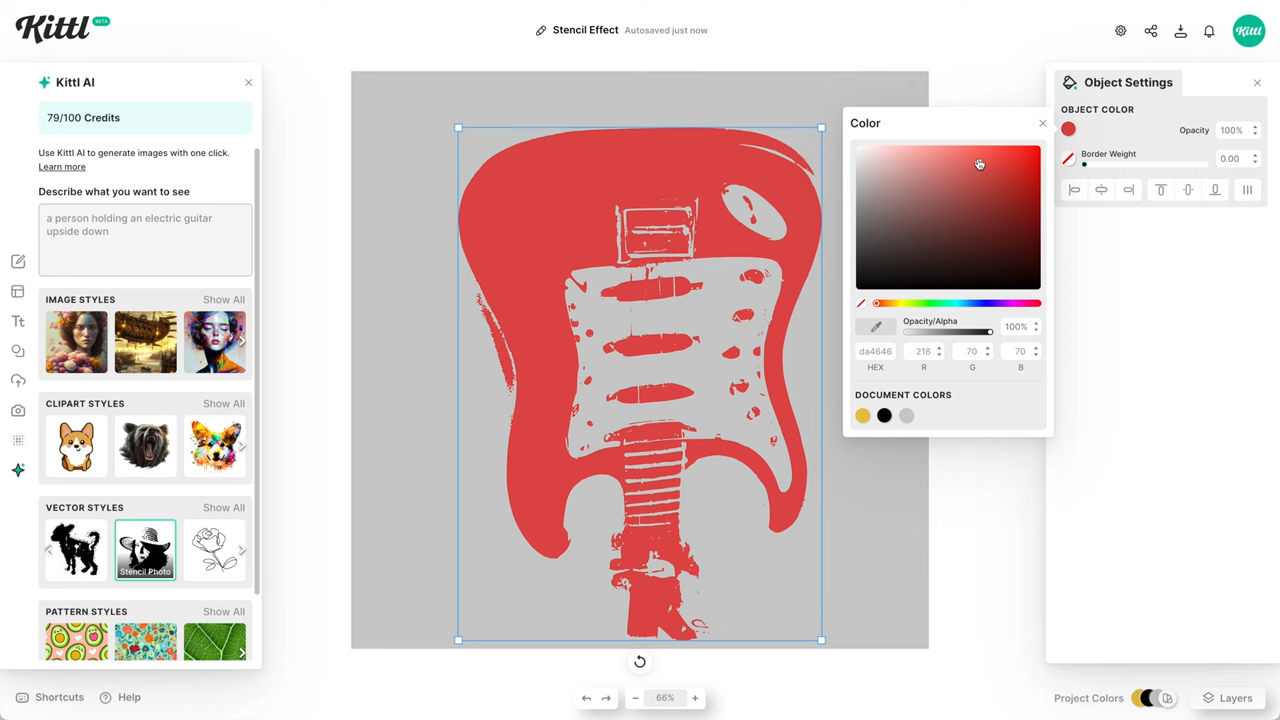 Kittl BETA
Stencil Effect Autosaved just now
Kittl
Kittl AI
79/100 Credits
Use Kittl AI to generate images with one click.
Learn more
Describe what you want to see
a person holding an electric guitar
upside down
IMAGE STYLES Show All
CLIPART STYLES Show All
VECTOR STYLES Show All
Stencil Photo
PATTERN STYLES Show All
Shortcuts
Help
66%
Color
Opacity/Alpha
100%
da4646 218 70 70
HEX R G B
DOCUMENT COLORS
Object Settings
OBJECT COLOR
Opacity 100%
Border Weight 0.00
Project Colors
Layers